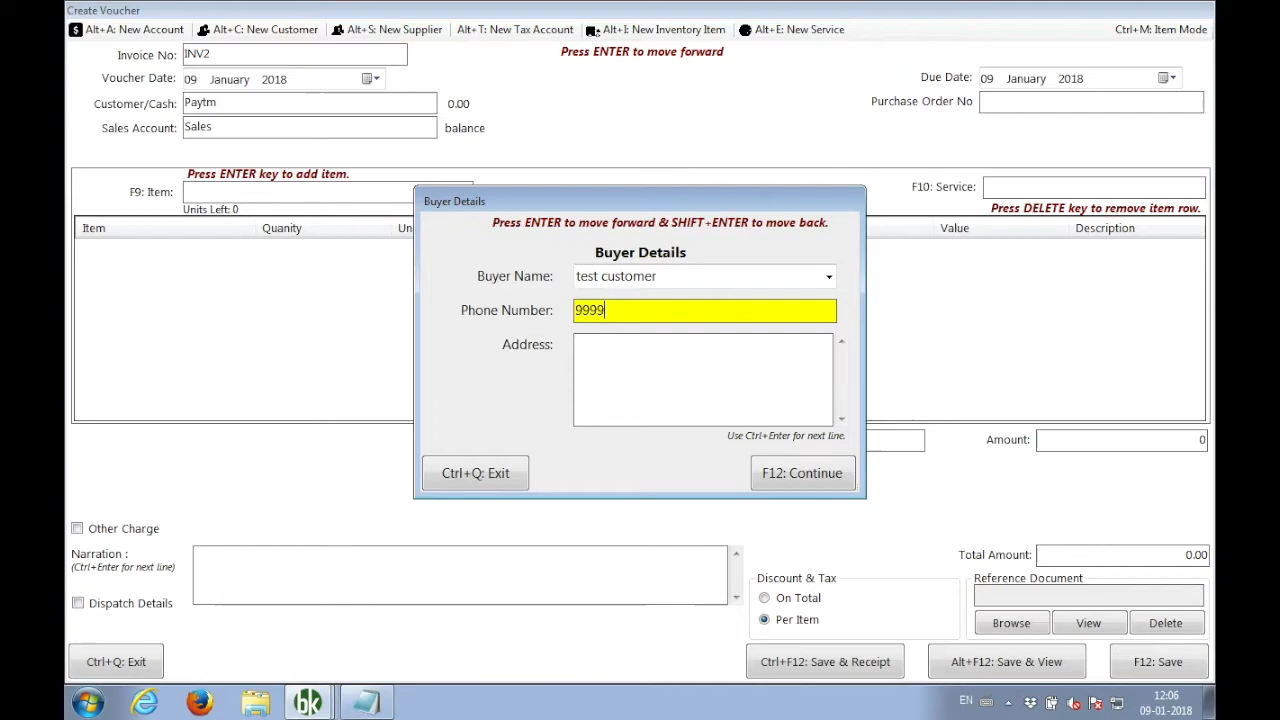 Create Voucher
Alt+A: New Account Alt+C: New Customer Alt+S: New Supplier Alt+T: New Tax Account Alt+I: New Inventory Item Alt+E: New Service Ctrl+M: Item Mode
Invoice No: INV2 Press ENTER to move forward
Voucher Date: 09 January 2018 Due Date: 09 January 2018
Customer/Cash: Paytm 0.00 Purchase Order No
Sales Account: Sales balance
Press ENTER key to add item.
F9: Item: F10: Service:
Units Left: 0 Press DELETE key to remove item row.
Item Quantity Un Value Description
Buyer Details
Press ENTER to move forward & SHIFT+ENTER to move back.
Buyer Details
Buyer Name: test customer
Phone Number: 9999
Address:
Use Ctrl+Enter for next line.
Ctrl+Q: Exit F12: Continue
Amount: 0
Other Charge
Narration :
(Ctrl+Enter for next line)
Total Amount: 0.00
Discount & Tax Reference Document
On Total
Dispatch Details
Per Item Browse View Delete
Ctrl+Q: Exit Ctrl+F12: Save & Receipt Alt+F12: Save & View F12: Save
bk EN 12:06
09-01-2018